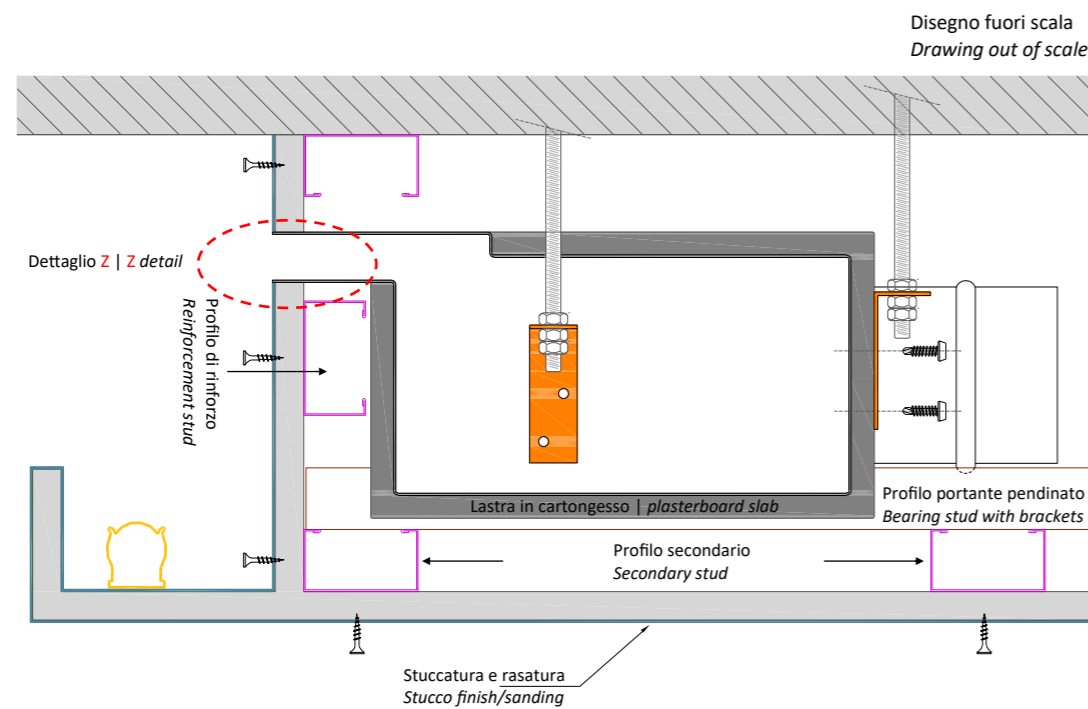 Disegno fuori scala
Drawing out of scale
Dettaglio Z | Z detail
Profilo di rinforzo
Reinforcement stud
Lastra in cartongesso | plasterboard slab
Profilo portante pendinato
Bearing stud with brackets
Profilo secondario
Secondary stud
Stuccatura e rasatura
Stucco finish/sanding